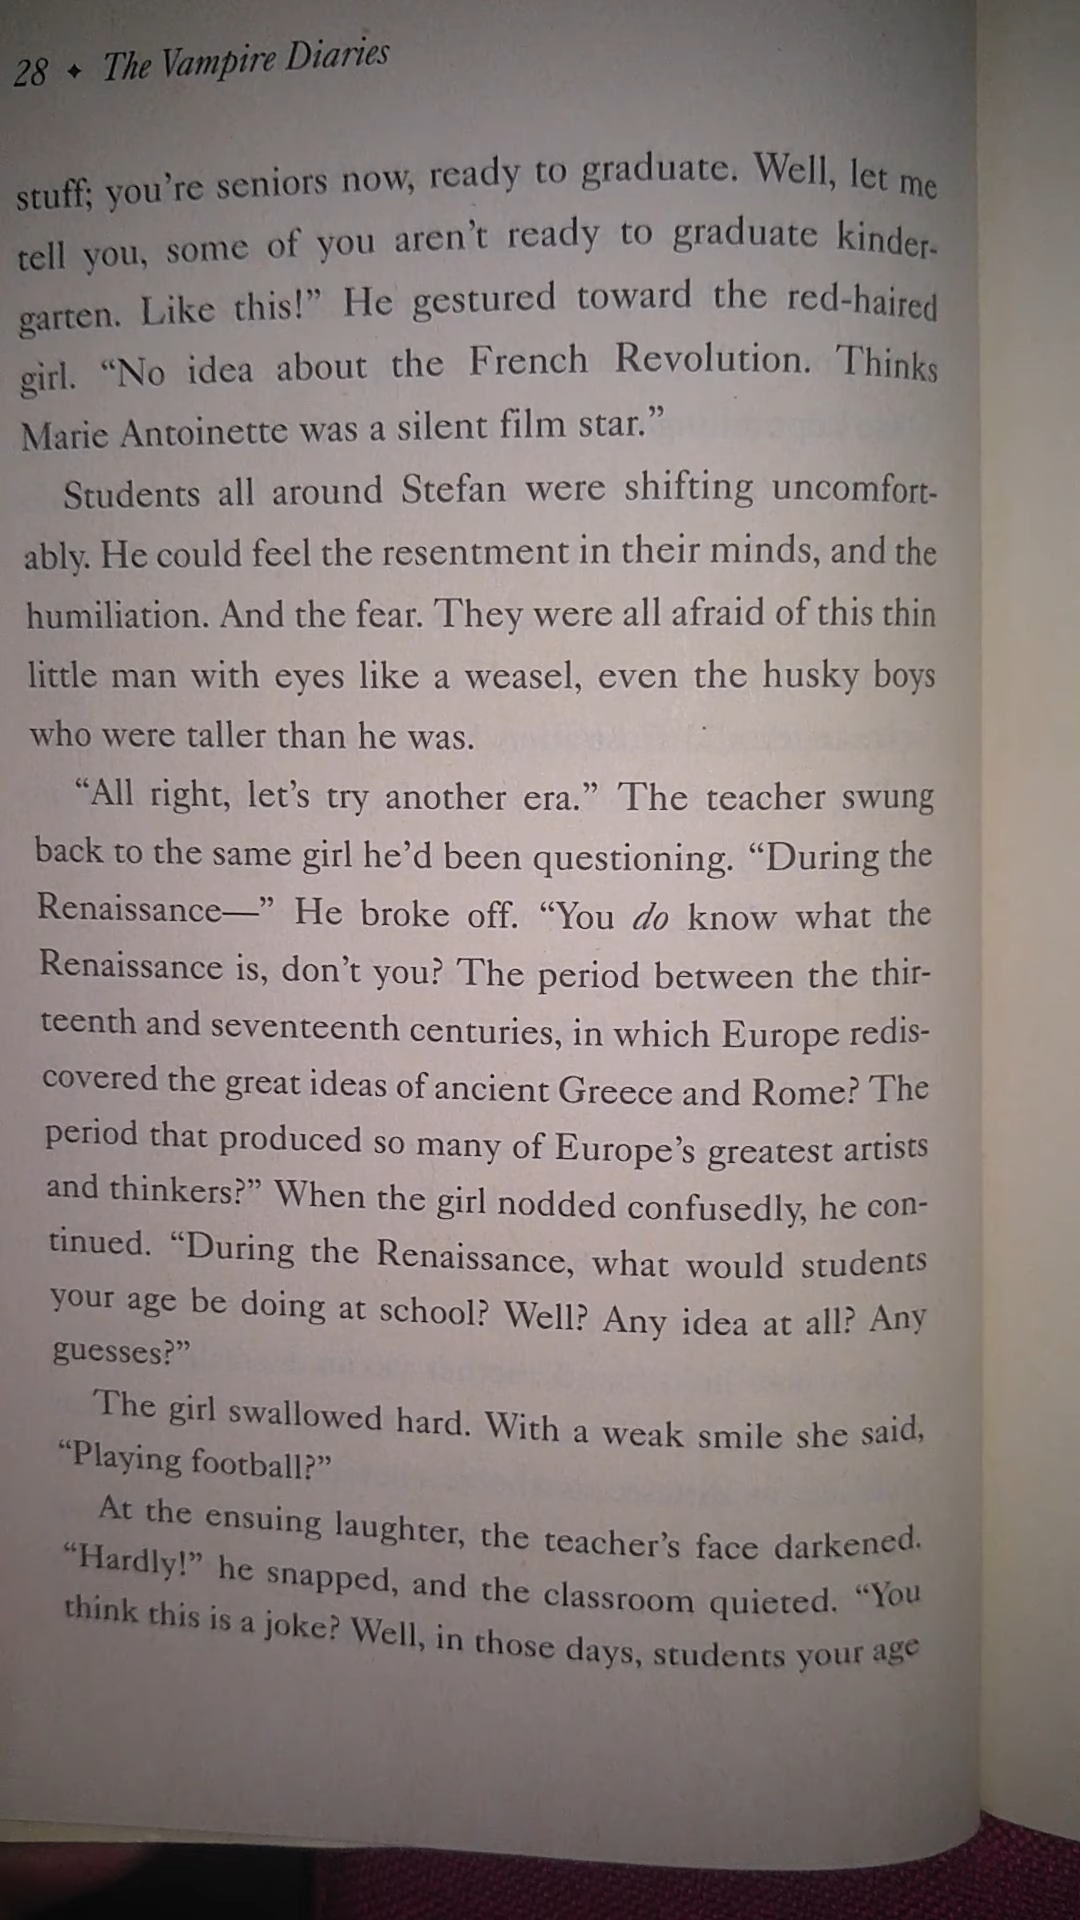 28 ✦ The Vampire Diaries
stuff; you're seniors now, ready to graduate. Well, let me
tell you, some of you aren't ready to graduate kinder-
garten. Like this!” He gestured toward the red-haired
girl. “No idea about the French Revolution. Thinks
Marie Antoinette was a silent film star.”
Students all around Stefan were shifting uncomfort-
ably. He could feel the resentment in their minds, and the
humiliation. And the fear. They were all afraid of this thin
little man with eyes like a weasel, even the husky boys
who were taller than he was.
“All right, let's try another era.” The teacher swung
back to the same girl he'd been questioning. “During the
Renaissance—” He broke off. “You do know what the
Renaissance is, don't you? The period between the thir-
teenth and seventeenth centuries, in which Europe redis-
covered the great ideas of ancient Greece and Rome? The
period that produced so many of Europe's greatest artists
and thinkers?” When the girl nodded confusedly, he con-
tinued. “During the Renaissance, what would students
your age be doing at school? Well? Any idea at all? Any
guesses?”
The girl swallowed hard. With a weak smile she said,
“Playing football?”
At the ensuing laughter, the teacher's face darkened.
“Hardly!” he snapped, and the classroom quieted. “You
think this is a joke? Well, in those days, students your age